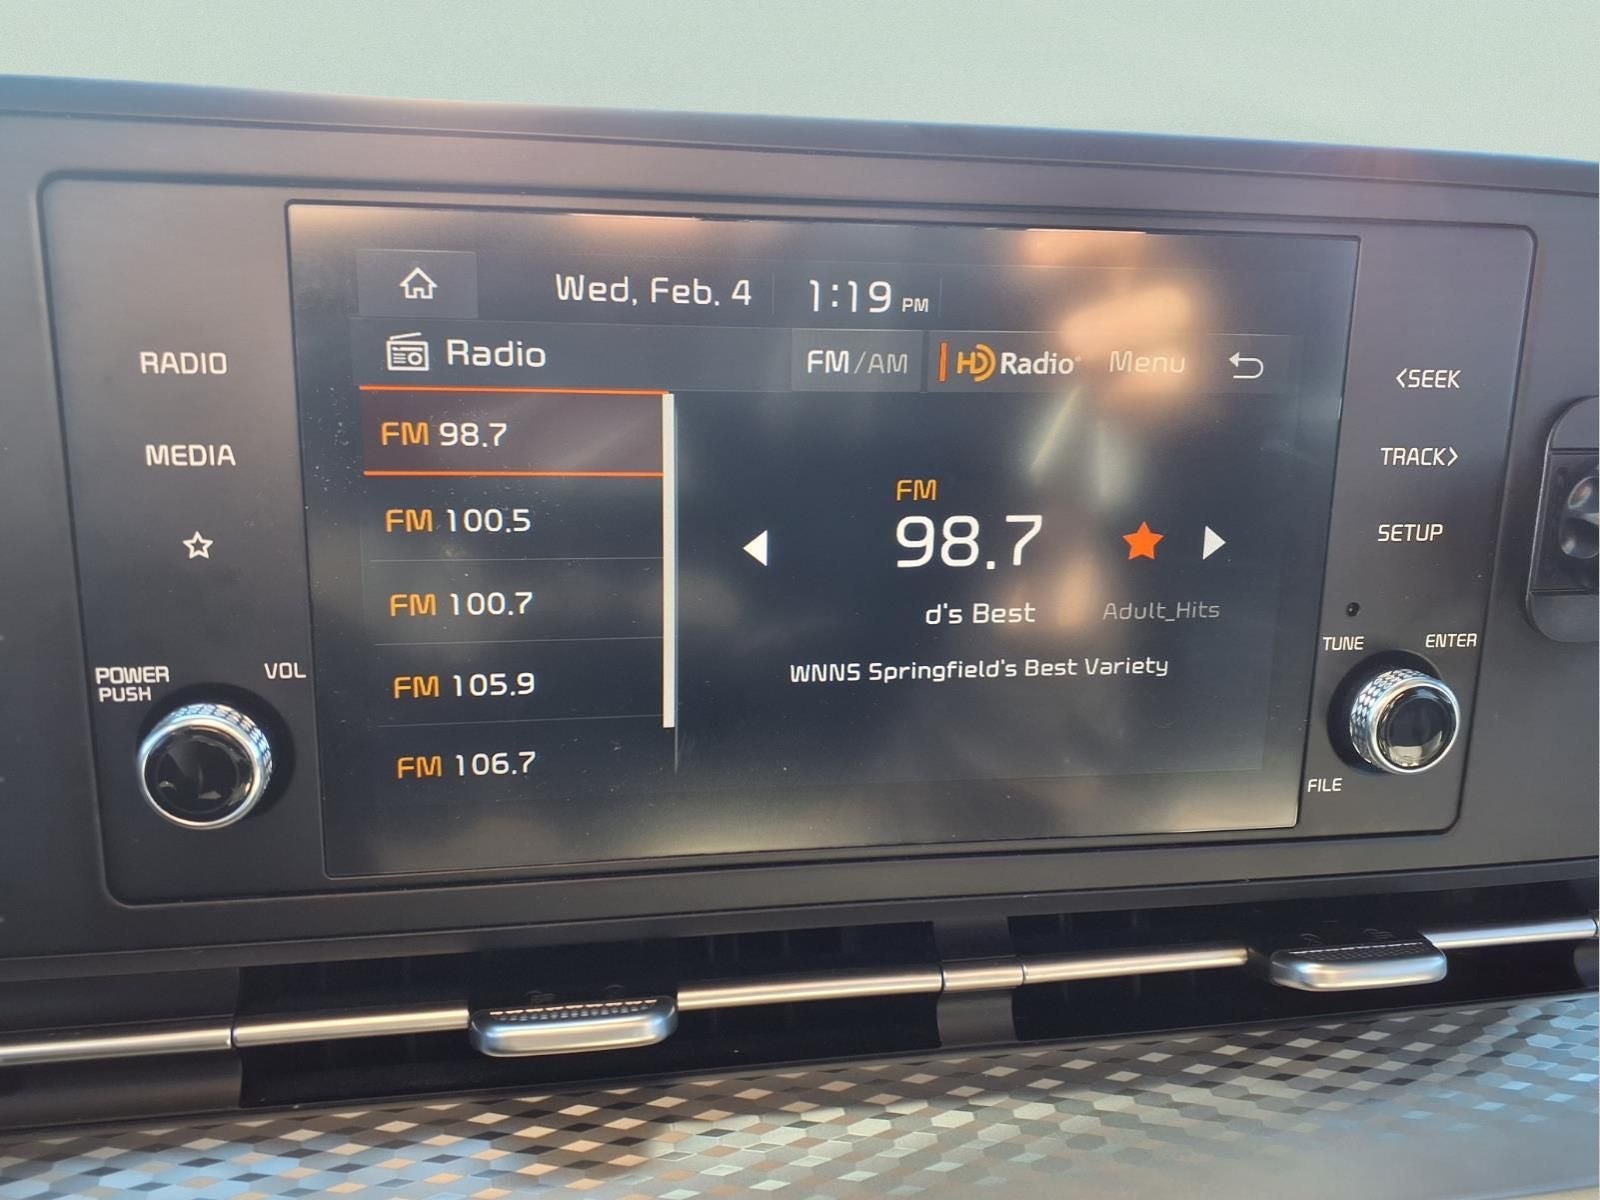 Wed, Feb. 4 1:19 PM
Radio FM/AM HD Radio Menu
FM 98.7
FM 100.5
FM 100.7
FM 105.9
FM 106.7
FM
98.7
d's Best Adult_Hits
WNNS Springfield's Best Variety
RADIO
MEDIA
POWER
PUSH
VOL
<SEEK
TRACK>
SETUP
TUNE
ENTER
FILE